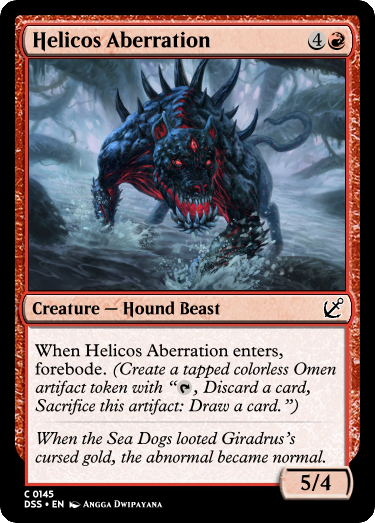 Helicos Aberration 4
Creature — Hound Beast
When Helicos Aberration enters,
forebode. (Create a tapped colorless Omen
artifact token with “, Discard a card,
Sacrifice this artifact: Draw a card.”)
When the Sea Dogs looted Giradrus’s
cursed gold, the abnormal became normal.
5/4
C 0145
DSS • EN Angga Dwipayana